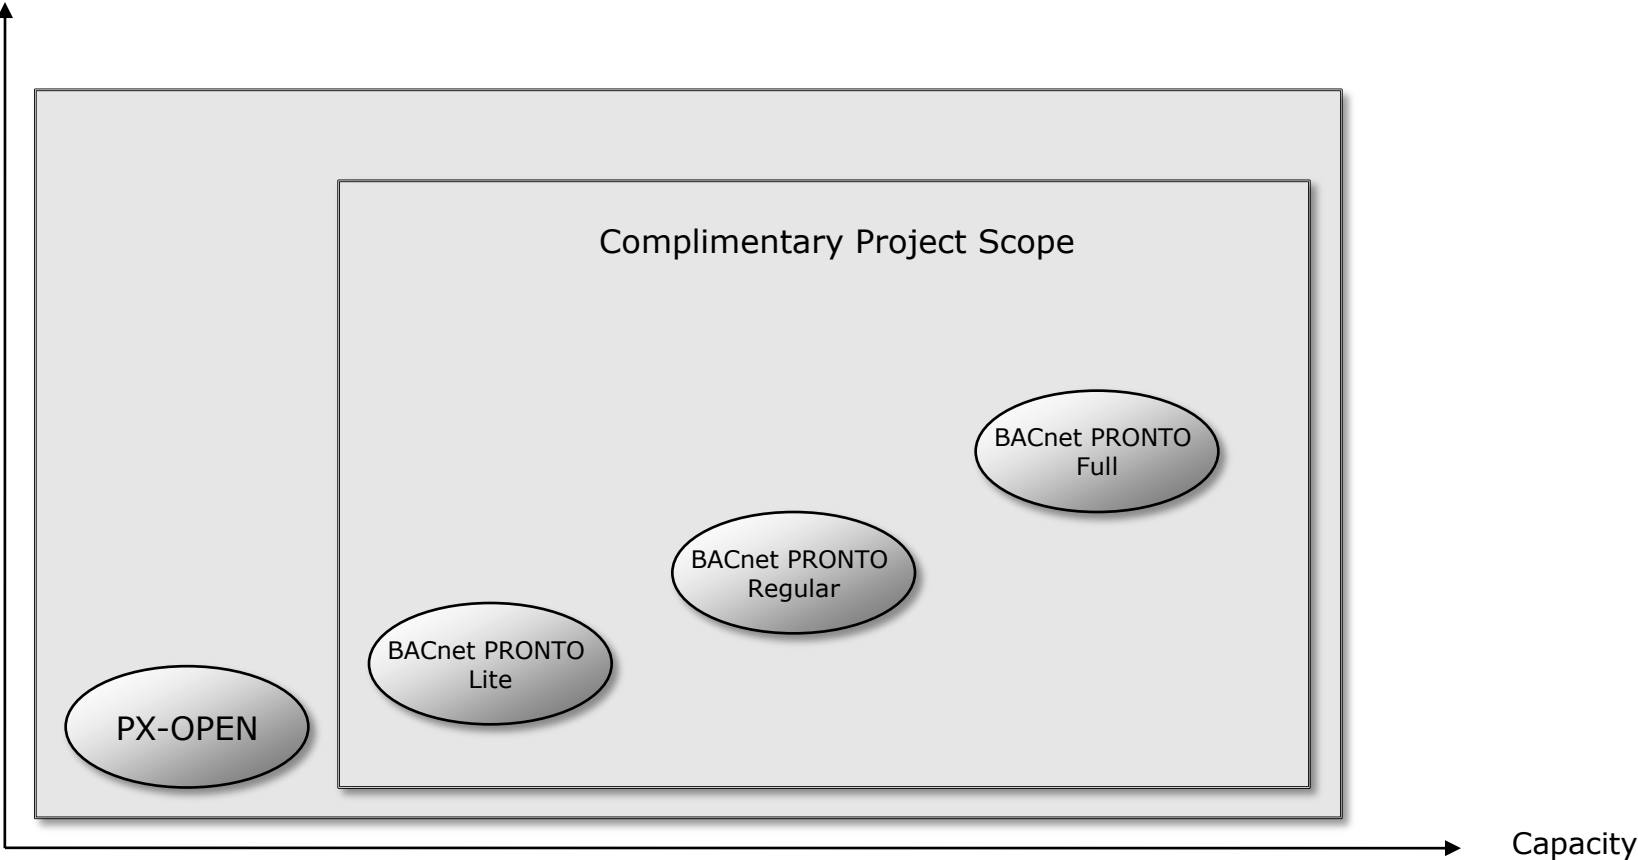 Complimentary Project Scope
BACnet PRONTO
Full
BACnet PRONTO
Regular
BACnet PRONTO
Lite
PX-OPEN
Capacity